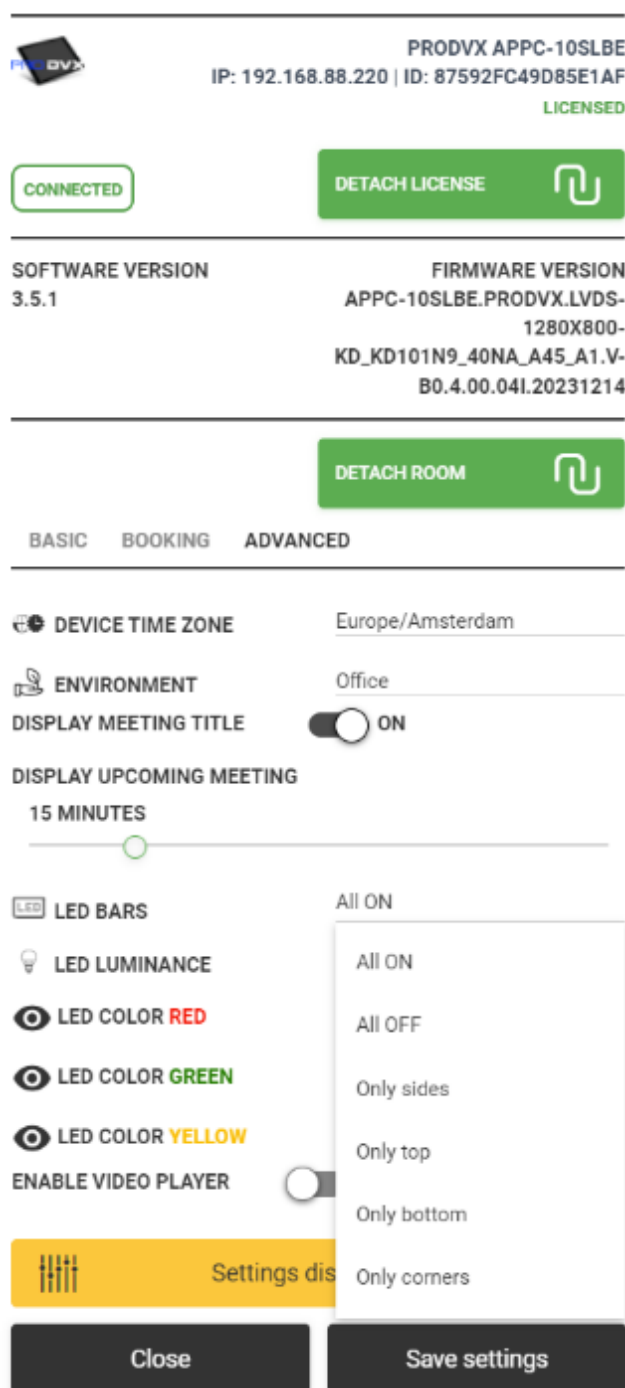 PRODVX
PRODVX APPC-10SLBE
IP: 192.168.88.220 | ID: 87592FC49D85E1AF
LICENSED
CONNECTED
DETACH LICENSE
SOFTWARE VERSION
3.5.1
FIRMWARE VERSION
APPC-10SLBE.PRODVX.LVDS-
1280X800-
KD_KD101N9_40NA_A45_A1.V-
B0.4.00.04I.20231214
DETACH ROOM
BASIC BOOKING ADVANCED
DEVICE TIME ZONE Europe/Amsterdam
ENVIRONMENT Office
DISPLAY MEETING TITLE ON
DISPLAY UPCOMING MEETING
15 MINUTES
LED LED BARS All ON
LED LUMINANCE
LED COLOR RED
LED COLOR GREEN
LED COLOR YELLOW
ENABLE VIDEO PLAYER
All ON
All OFF
Only sides
Only top
Only bottom
Only corners
Settings dis
Close
Save settings